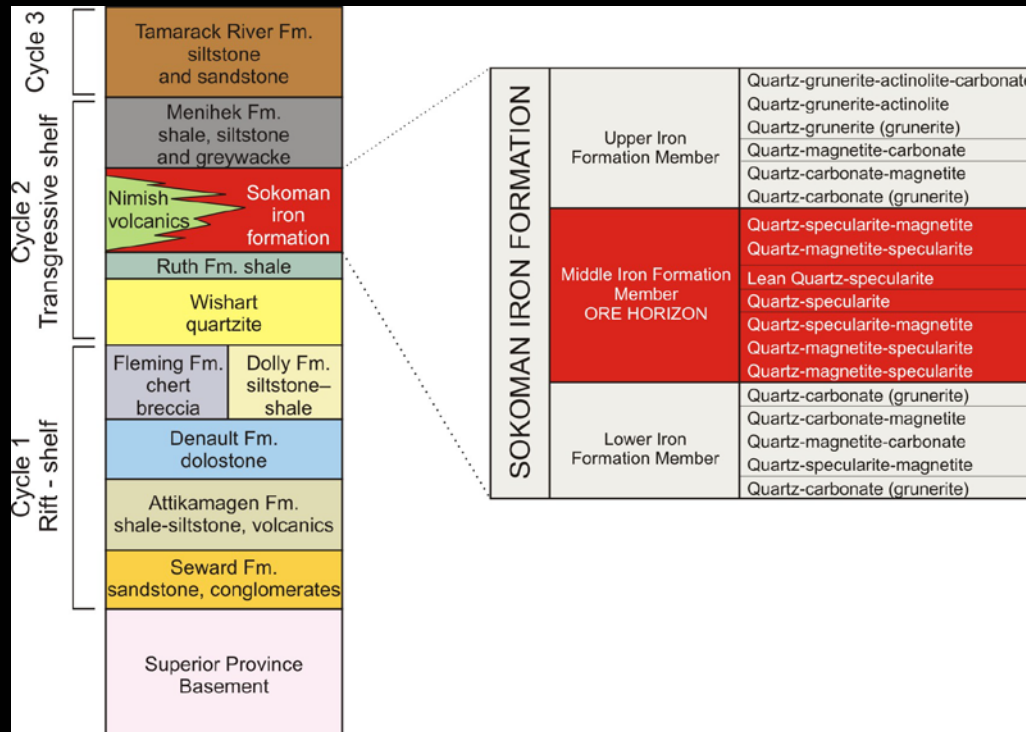 Cycle 3
Tamarack River Fm.
siltstone
and sandstone
Cycle 2
Transgressive shelf
Menihek Fm.
shale, siltstone
and greywacke
Nimish
volcanics
Sokoman
iron
formation
Ruth Fm. shale
Wishart
quartzite
Cycle 1
Rift - shelf
Fleming Fm.
chert
breccia
Dolly Fm.
siltstone–
shale
Denault Fm.
dolostone
Attikamagen Fm.
shale-siltstone, volcanics
Seward Fm.
sandstone, conglomerates
Superior Province
Basement
SOKOMAN IRON FORMATION
Upper Iron
Formation Member
Quartz-grunerite-actinolite-carbonate
Quartz-grunerite-actinolite
Quartz-grunerite (grunerite)
Quartz-magnetite-carbonate
Quartz-carbonate-magnetite
Quartz-carbonate (grunerite)
Middle Iron Formation
Member
ORE HORIZON
Quartz-specularite-magnetite
Quartz-magnetite-specularite
Lean Quartz-specularite
Quartz-specularite
Quartz-specularite-magnetite
Quartz-magnetite-specularite
Quartz-magnetite-specularite
Lower Iron
Formation Member
Quartz-carbonate (grunerite)
Quartz-carbonate-magnetite
Quartz-magnetite-carbonate
Quartz-specularite-magnetite
Quartz-carbonate (grunerite)